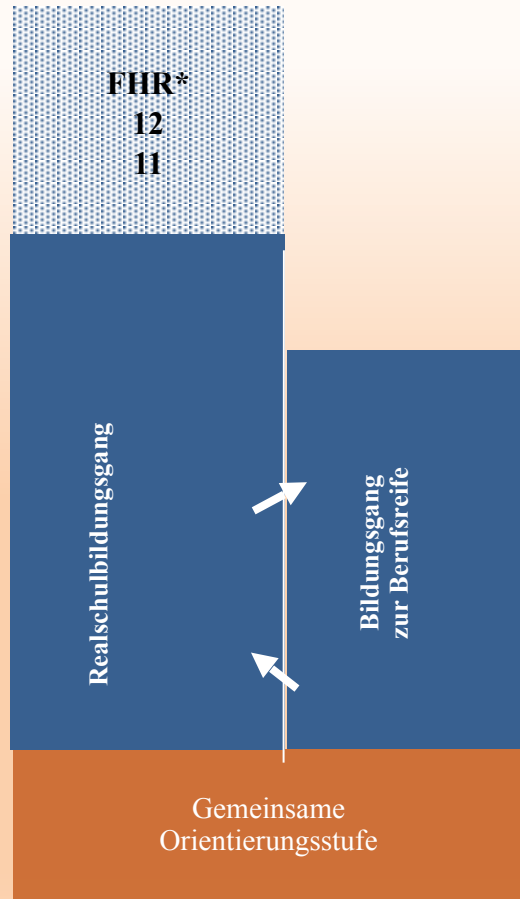 FHR*
12
11
Realschulbildungsgang
Bildungsgang
zur Berufsreife
Gemeinsame
Orientierungsstufe